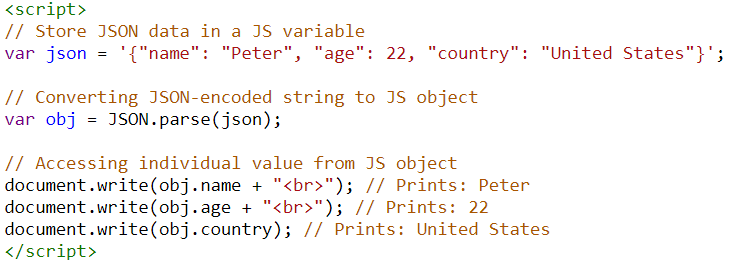 <script>
// Store JSON data in a JS variable
var json = '{"name": "Peter", "age": 22, "country": "United States"}';

// Converting JSON-encoded string to JS object
var obj = JSON.parse(json);

// Accessing individual value from JS object
document.write(obj.name + "<br>"); // Prints: Peter
document.write(obj.age + "<br>"); // Prints: 22
document.write(obj.country); // Prints: United States
</script>